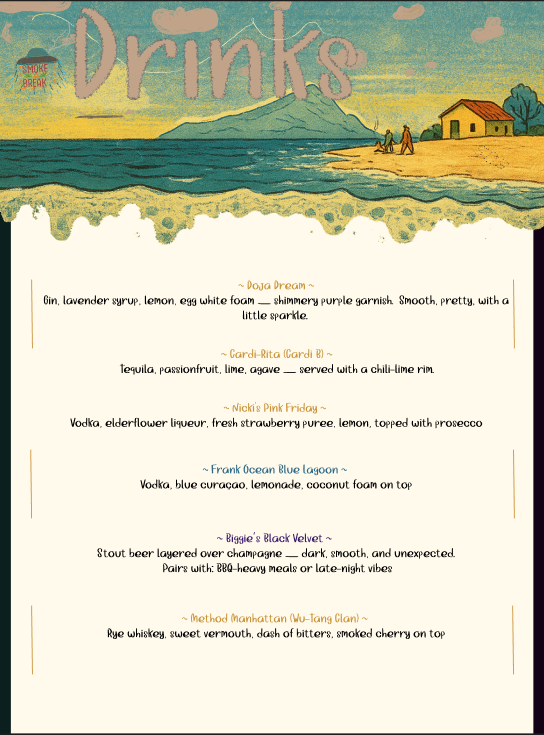 Drinks
SMOKE
BREAK
~ Doja Dream ~
Gin, lavender syrup, lemon, egg white foam — shimmery purple garnish. Smooth, pretty, with a
little sparkle.
~ Cardi-Rita (Cardi B) ~
Tequila, passionfruit, lime, agave — served with a chili-lime rim.
~ Nicki's Pink Friday ~
Vodka, elderflower liqueur, fresh strawberry puree, lemon, topped with prosecco
~ Frank Ocean Blue lagoon ~
Vodka, blue curaçao, lemonade, coconut foam on top
~ Biggie's Black Velvet ~
Stout beer layered over champagne — dark, smooth, and unexpected.
Pairs with: BBQ-heavy meals or late-night vibes
~ Method Manhattan (Wu-Tang Clan) ~
Rye whiskey, sweet vermouth, dash of bitters, smoked cherry on top